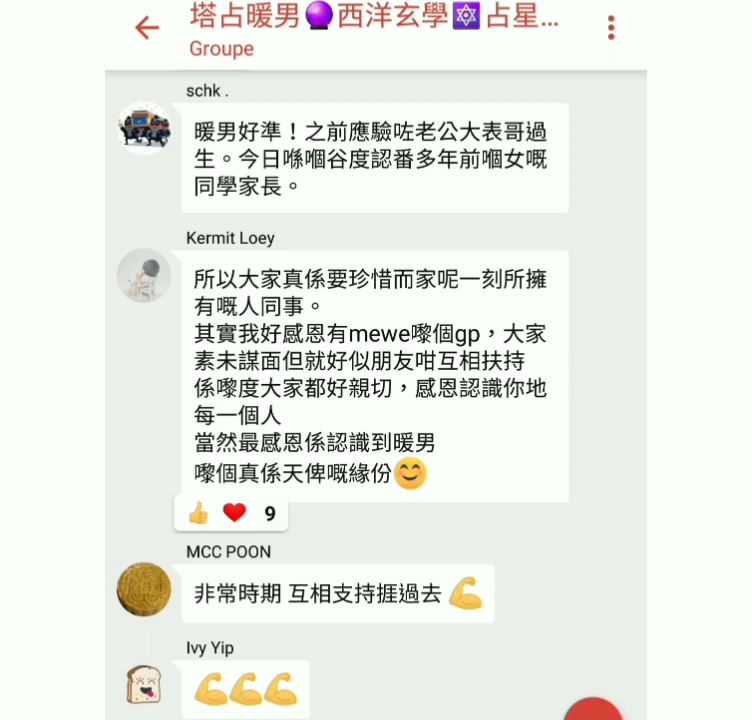 塔占暖男🔮西洋玄學🔯占星...
Groupe
schk .
暖男好準！之前應驗咗老公大表哥過
生。今日喺嗰谷度認番多年前嗰女嘅
同學家長。
Kermit Loey
所以大家真係要珍惜而家呢一刻所擁
有嘅人同事。
其實我好感恩有mewe嚟個gp，大家
素未謀面但就好似朋友咁互相扶持
係嚟度大家都好親切，感恩認識你地
每一個人
當然最感恩係認識到暖男
嚟個真係天俾嘅緣份😊
👍 ❤️ 9
MCC POON
非常時期 互相支持捱過去 💪
Ivy Yip
💪💪💪